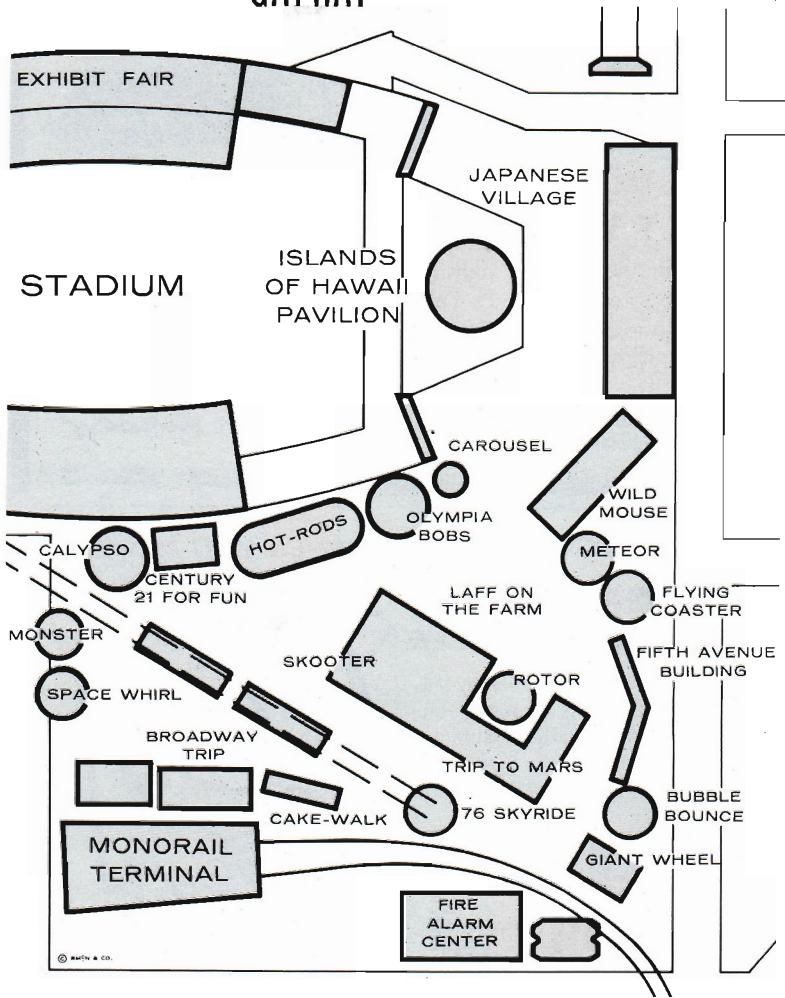 EXHIBIT FAIR
JAPANESE
VILLAGE
ISLANDS
OF HAWAII
PAVILION
STADIUM
CAROUSEL
WILD
MOUSE
OLYMPIA
BOBS
HOT-RODS
CALYPSO
METEOR
CENTURY
21 FOR FUN
LAFF ON
THE FARM
FLYING
COASTER
MONSTER
SKOOTER
FIFTH AVENUE
BUILDING
ROTOR
SPACE WHIRL
BROADWAY
TRIP
TRIP TO MARS
CAKE-WALK
76 SKYRIDE
BUBBLE
BOUNCE
MONORAIL
TERMINAL
GIANT WHEEL
FIRE
ALARM
CENTER